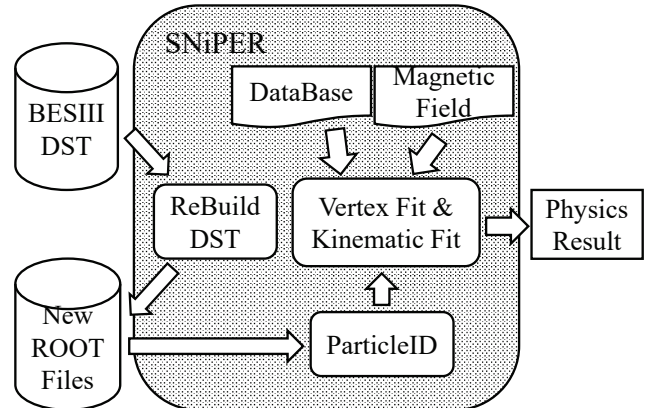 SNiPER
BESIII
DST
DataBase
Magnetic
Field
ReBuild
DST
Vertex Fit &
Kinematic Fit
Physics
Result
New
ROOT
Files
ParticleID